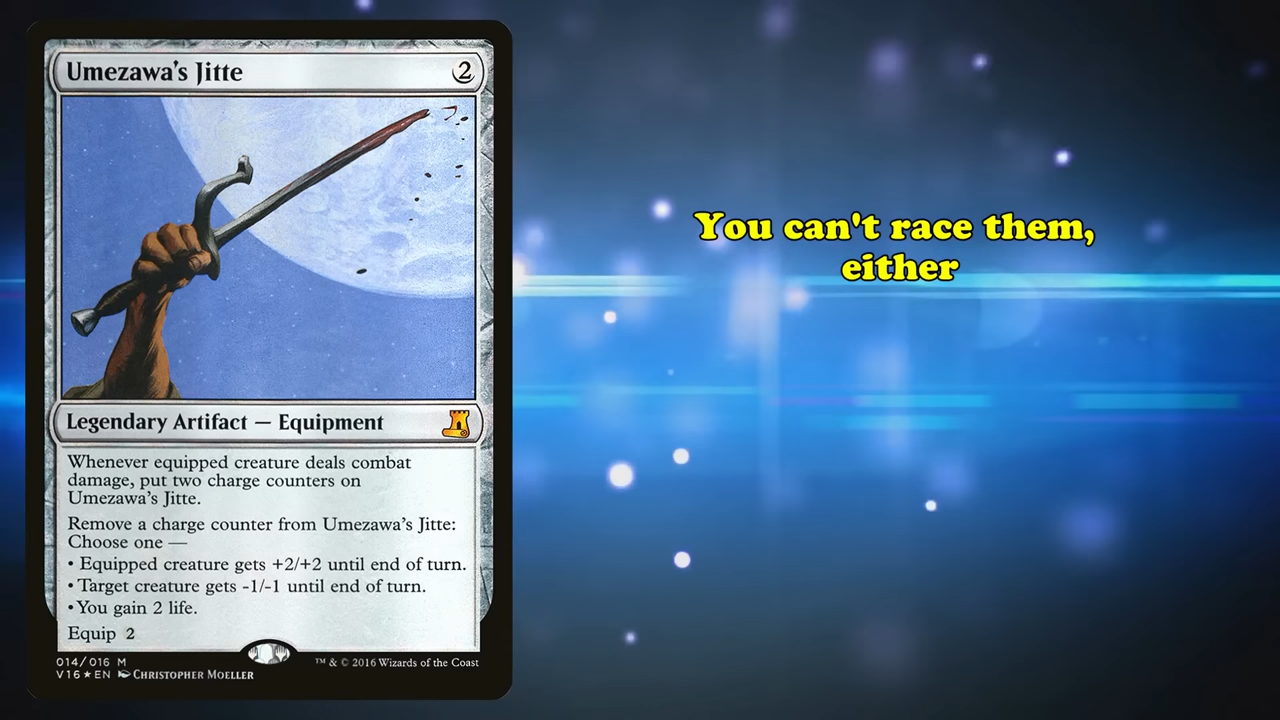 Umezawa's Jitte
2
You can't race them,
either
Legendary Artifact — Equipment
Whenever equipped creature deals combat
damage, put two charge counters on
Umezawa's Jitte.
Remove a charge counter from Umezawa's Jitte:
Choose one —
• Equipped creature gets +2/+2 until end of turn.
• Target creature gets -1/-1 until end of turn.
• You gain 2 life.
Equip 2
014/016 M
V16 ★ EN Christopher Moeller
™ & © 2016 Wizards of the Coast